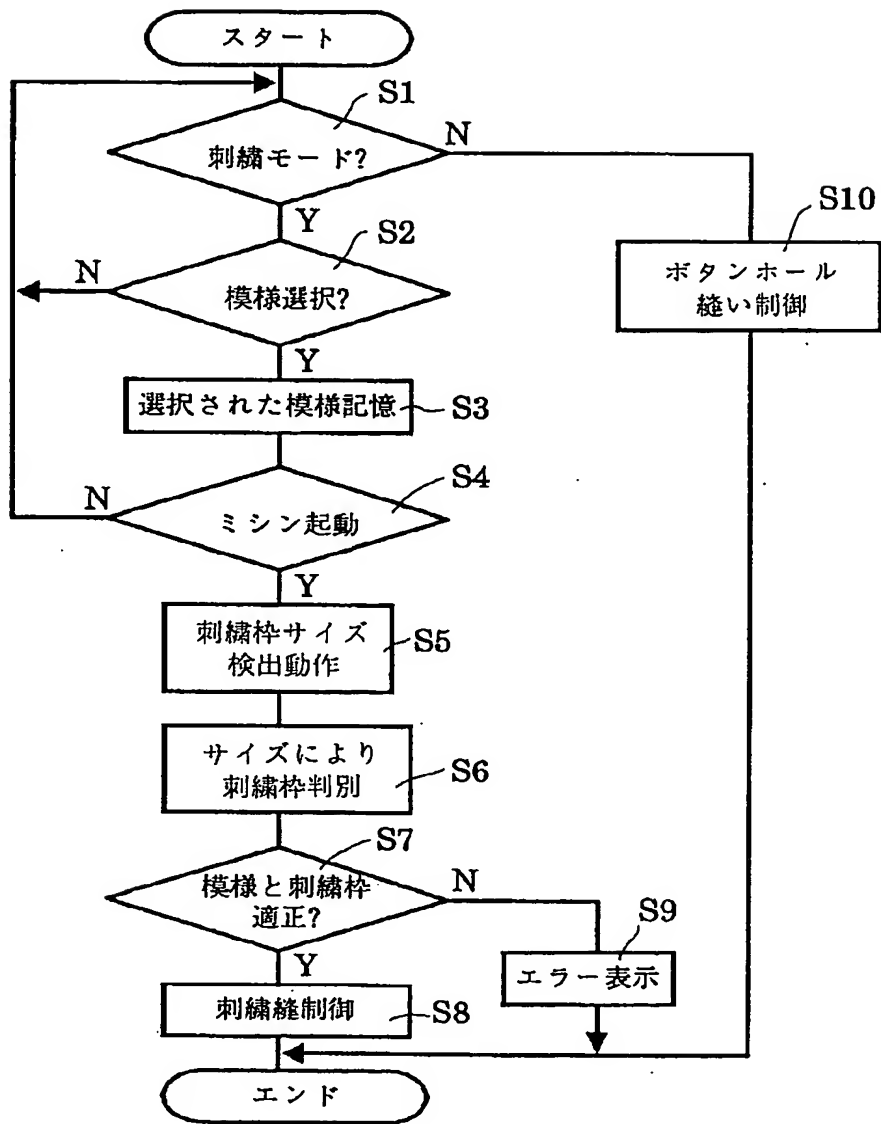 スタート
S1
刺繍モード?
N
Y
S10
ボタンホール
縫い制御
S2
模様選択?
N
Y
選択された模様記憶
S3
S4
ミシン起動
N
Y
刺繍枠サイズ
検出動作
S5
サイズにより
刺繍枠判別
S6
S7
模様と刺繍枠
適正?
N
Y
S9
エラー表示
刺繍縫制御
S8
エンド